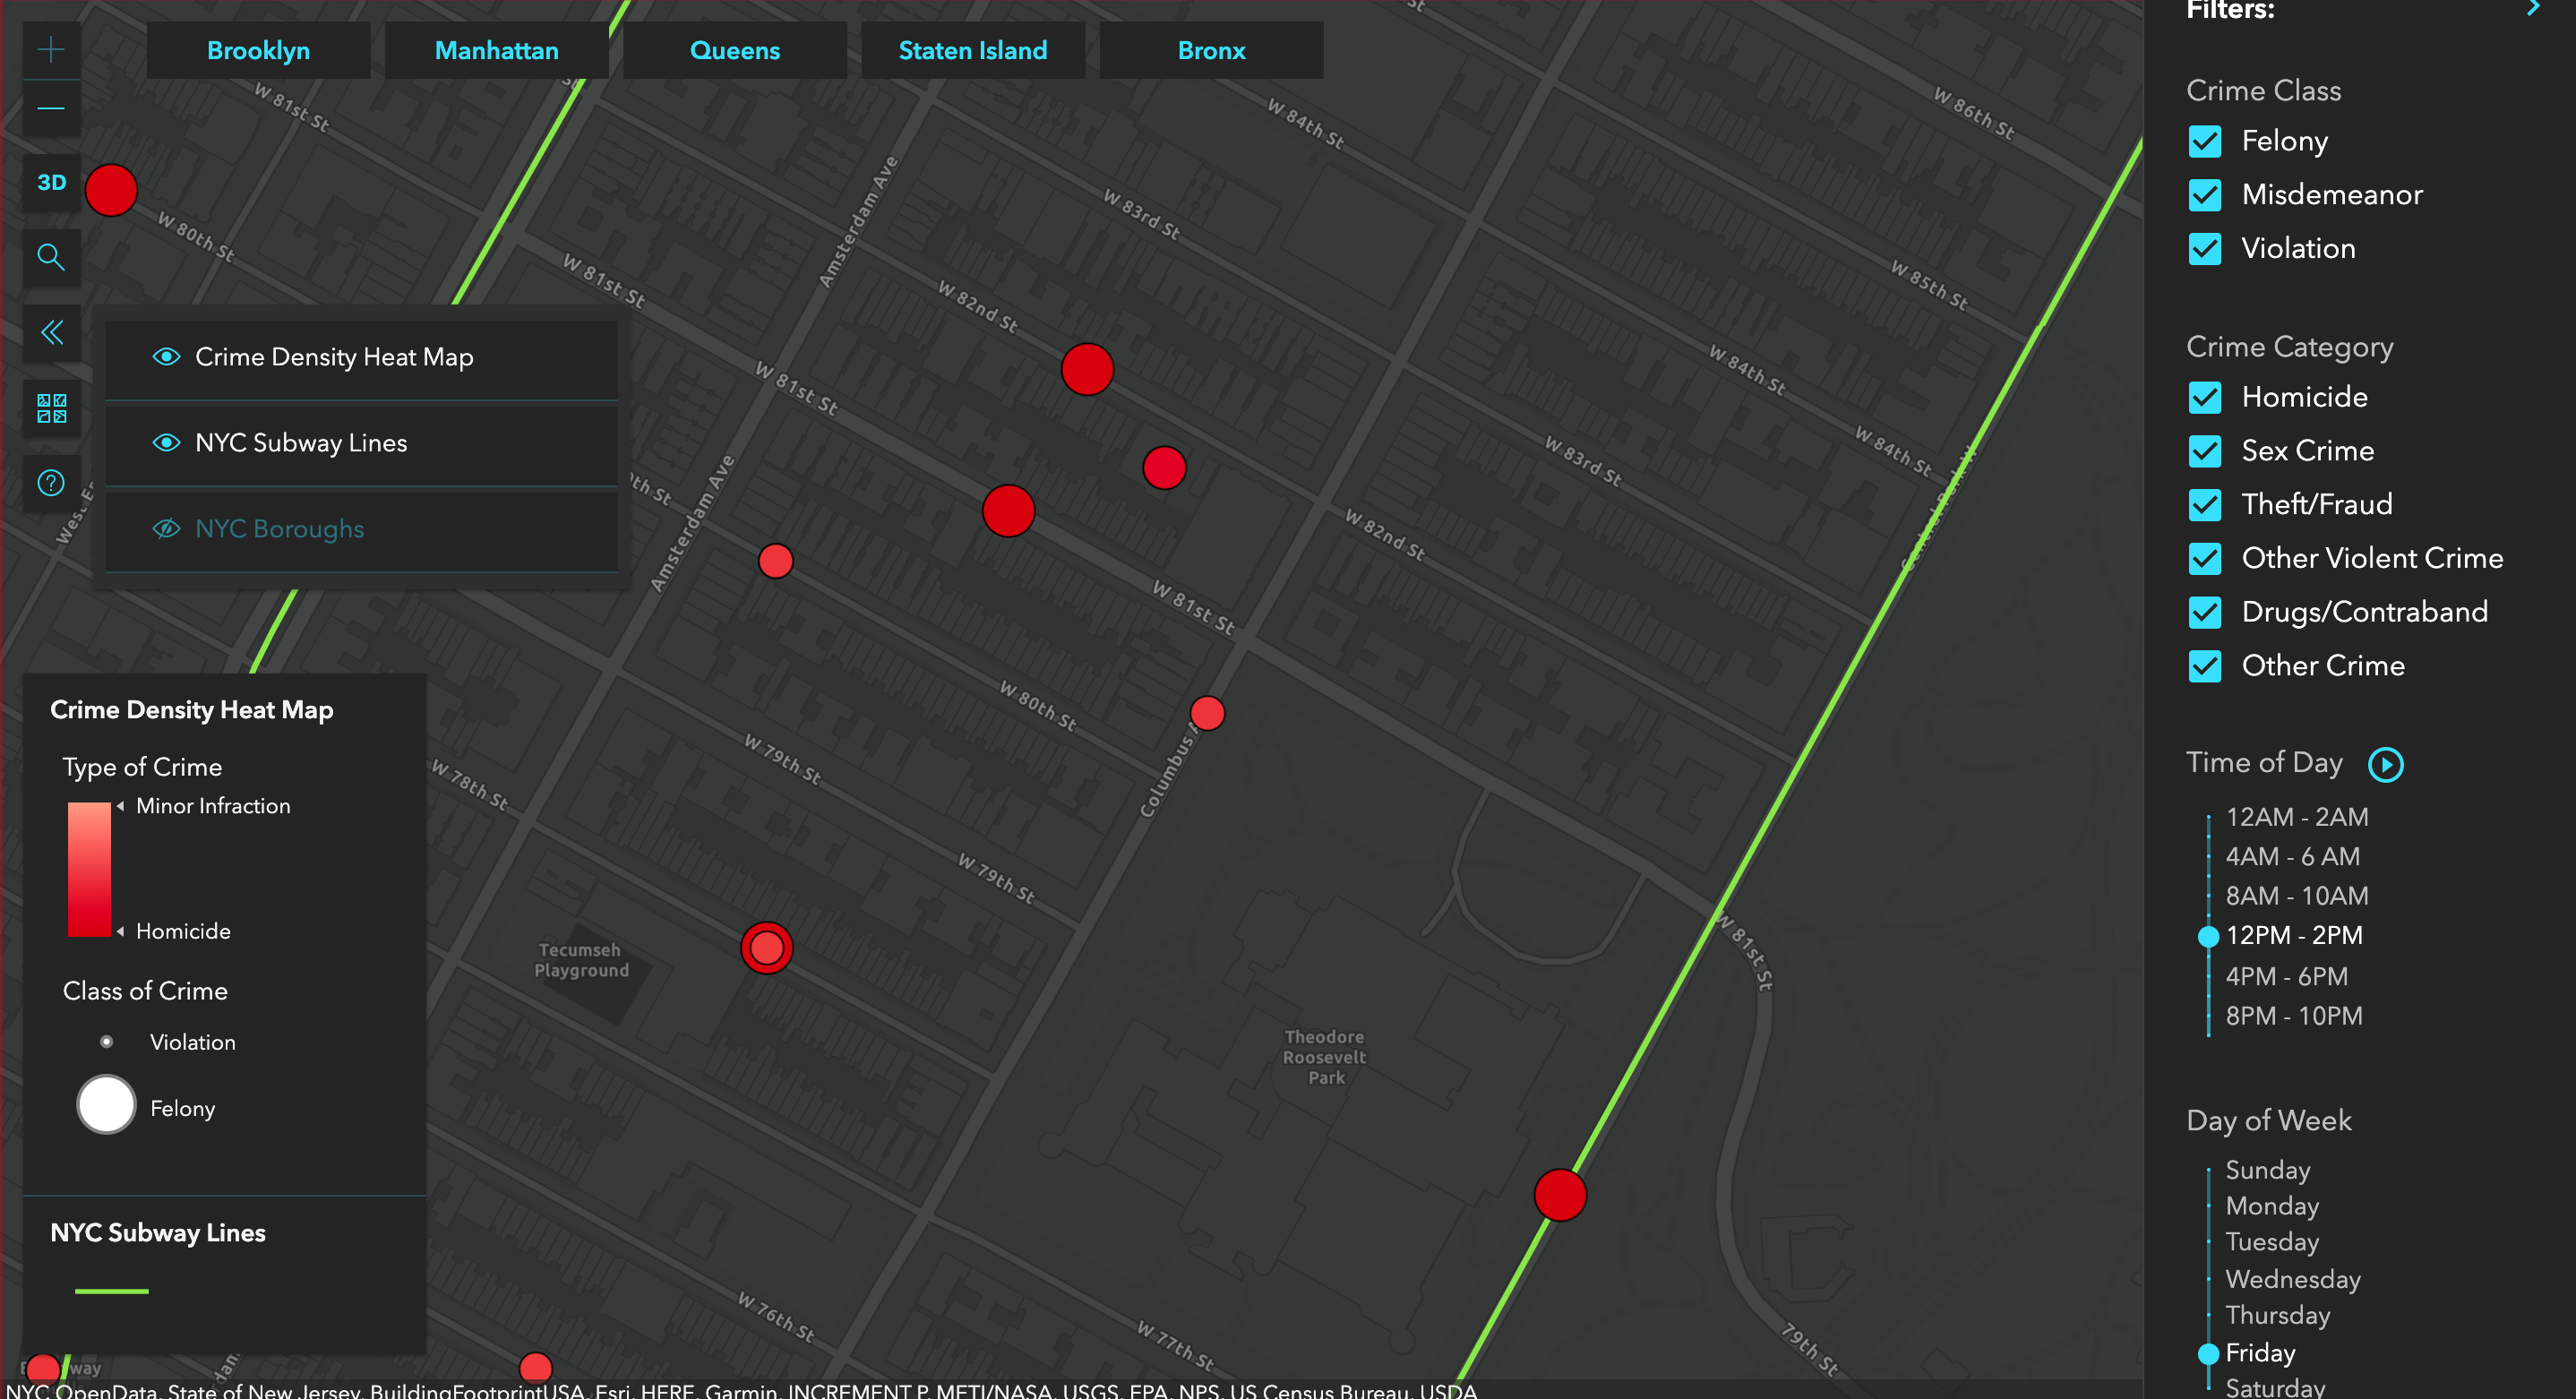 Brooklyn
Manhattan
Queens
Staten Island
Bronx
3D
Crime Density Heat Map
NYC Subway Lines
NYC Boroughs
W 81st St
W 80th St
W 81st St
W 81st St
W 81st St
W 81st St
W 82nd St
W 82nd St
W 83rd St
W 83rd St
W 84th St
W 84th St
W 84th St
W 85th St
W 86th St
W 80th St
W 79th St
W 79th St
W 78th St
W 77th St
W 76th St
79th St
Amsterdam Ave
Amsterdam Ave
Columbus
Tecumseh
Playground
Theodore
Roosevelt
Park
Crime Density Heat Map
Type of Crime
Minor Infraction
Homicide
Class of Crime
Violation
Felony
NYC Subway Lines
NYC OpenData, State of New Jersey, BuildingFootprintUSA, Esri, HERE, Garmin, INCREMENT P, METI/NASA, USGS, EPA, NPS, US Census Bureau, USDA
Filters:
Crime Class
Felony
Misdemeanor
Violation
Crime Category
Homicide
Sex Crime
Theft/Fraud
Other Violent Crime
Drugs/Contraband
Other Crime
Time of Day
12AM - 2AM
4AM - 6 AM
8AM - 10AM
12PM - 2PM
4PM - 6PM
8PM - 10PM
Day of Week
Sunday
Monday
Tuesday
Wednesday
Thursday
Friday
Saturday